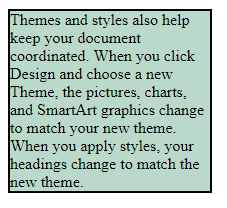 Themes and styles also help
keep your document
coordinated. When you click
Design and choose a new
Theme, the pictures, charts,
and SmartArt graphics change
to match your new theme.
When you apply styles, your
headings change to match the
new theme.